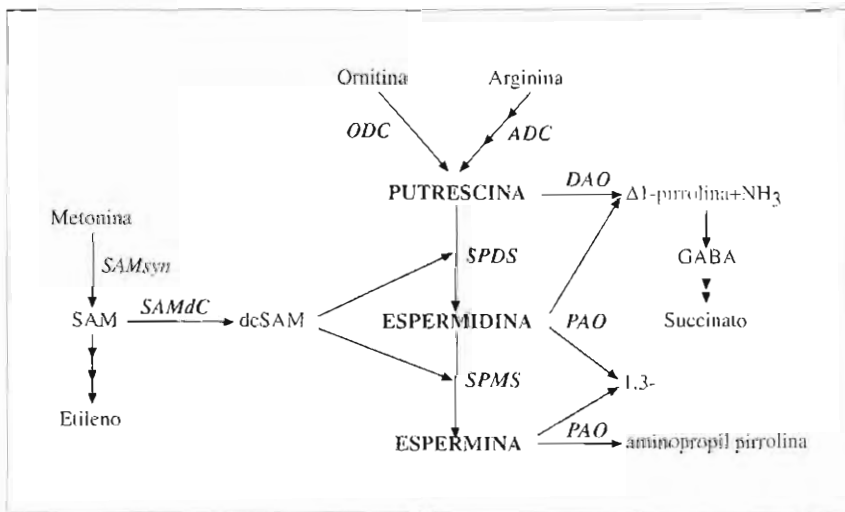 Ornitina Arginina
ODC ADC
PUTRESCINA DAO Δ1-pirrolina+NH3
Metonina
SAMsyn SPDS GABA
SAM SAMdC dcSAM ESPERMIDINA PAO Succinato
SPMS 1,3-
Etileno
ESPERMINA PAO aminopropil pirrolina